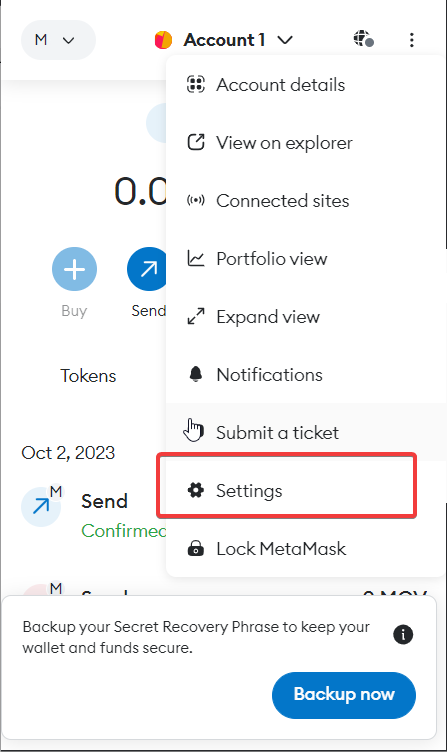 M
Account 1
Account details
View on explorer
0.0
Connected sites
Portfolio view
Buy
Send
Expand view
Tokens
Notifications
Submit a ticket
Oct 2, 2023
Settings
M
Send
Confirmed
Lock MetaMask
M
Backup your Secret Recovery Phrase to keep your
wallet and funds secure.
Backup now